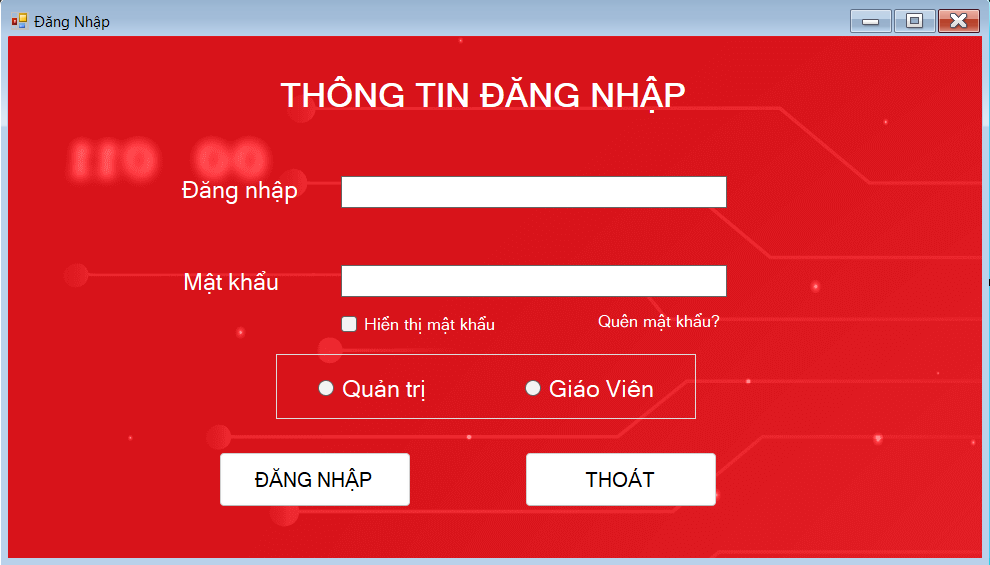 Đăng Nhập
THÔNG TIN ĐĂNG NHẬP
Đăng nhập
Mật khẩu
Hiển thị mật khẩu
Quên mật khẩu?
Quản trị
Giáo Viên
ĐĂNG NHẬP
THOÁT